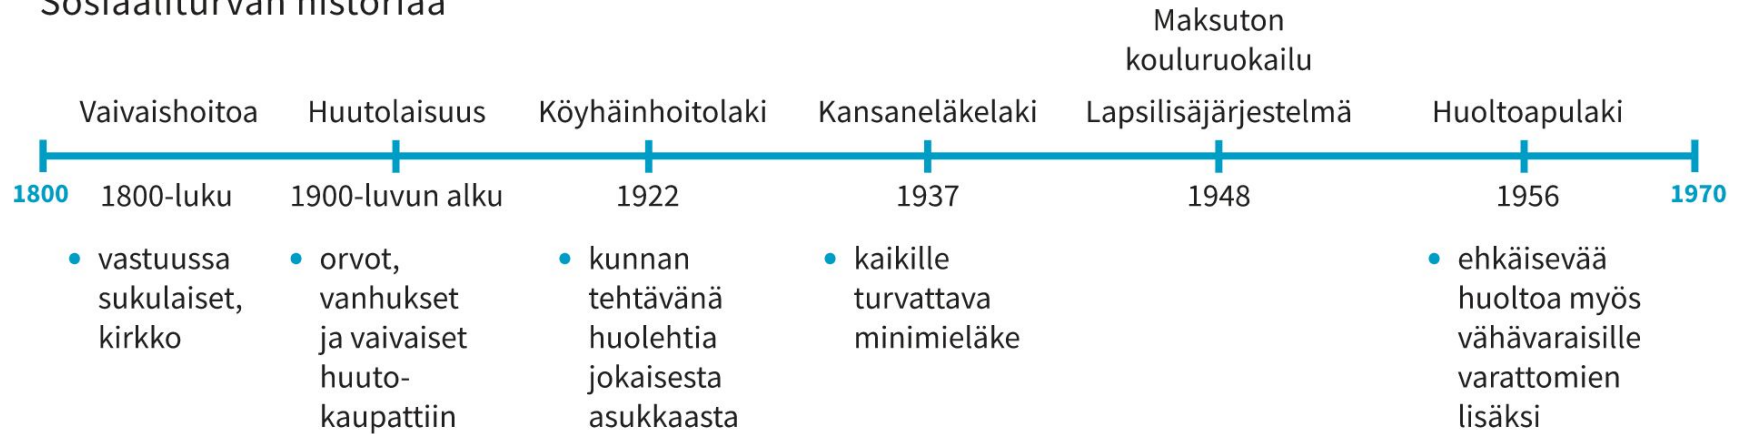 Sosiaaliturvan historiaa
Maksuton
kouluruokailu
Vaivaishoitoa
Huutolaisuus
Köyhäinhoitolaki
Kansaneläkelaki
Lapsilisäjärjestelmä
Huoltoapulaki
1800
1800-luku
1900-luvun alku
1922
1937
1948
1956
1970
• vastuussa
sukulaiset,
kirkko
• orvot,
vanhukset
ja vaivaiset
huuto-
kaupattiin
• kunnan
tehtävänä
huolehtia
jokaisesta
asukkaasta
• kaikille
turvattava
minimieläke
• ehkäisevää
huoltoa myös
vähävaraisille
varattomien
lisäksi